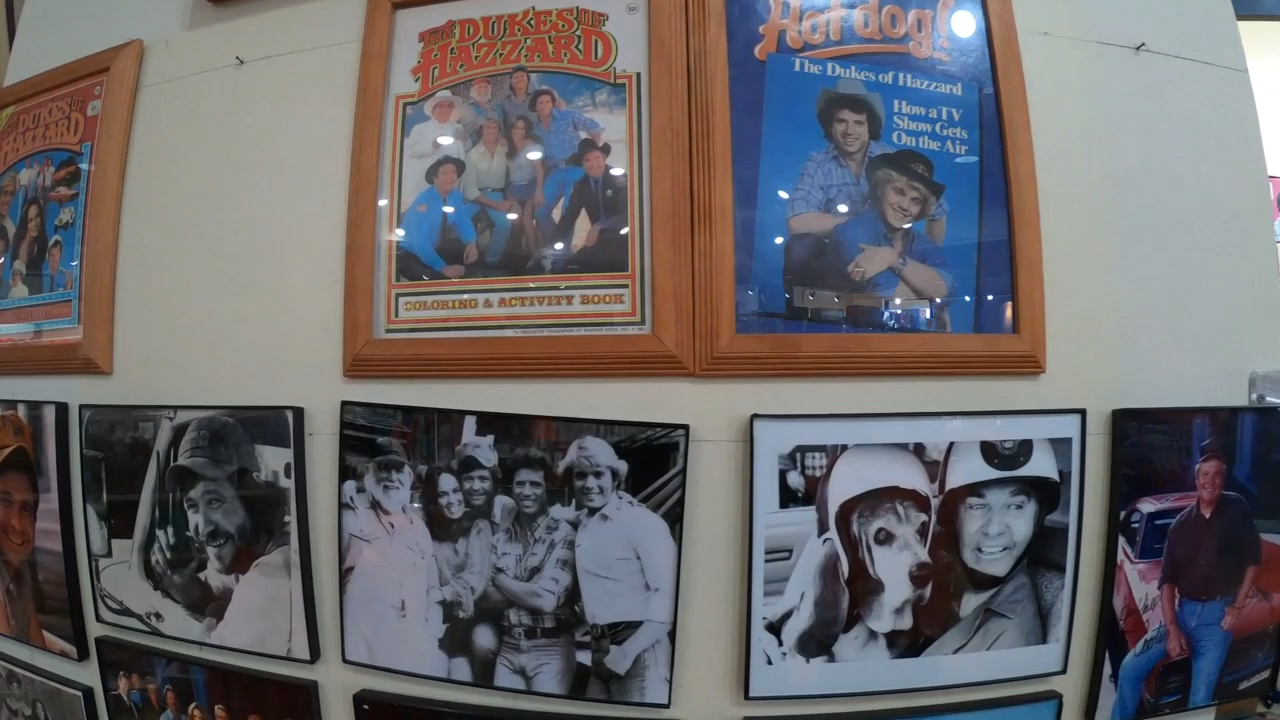 DUKES OF
HAZZARD
THE DUKES OF
HAZZARD
COLORING & ACTIVITY BOOK
Hot dog!
The Dukes of Hazzard
How a TV
Show Gets
On the Air